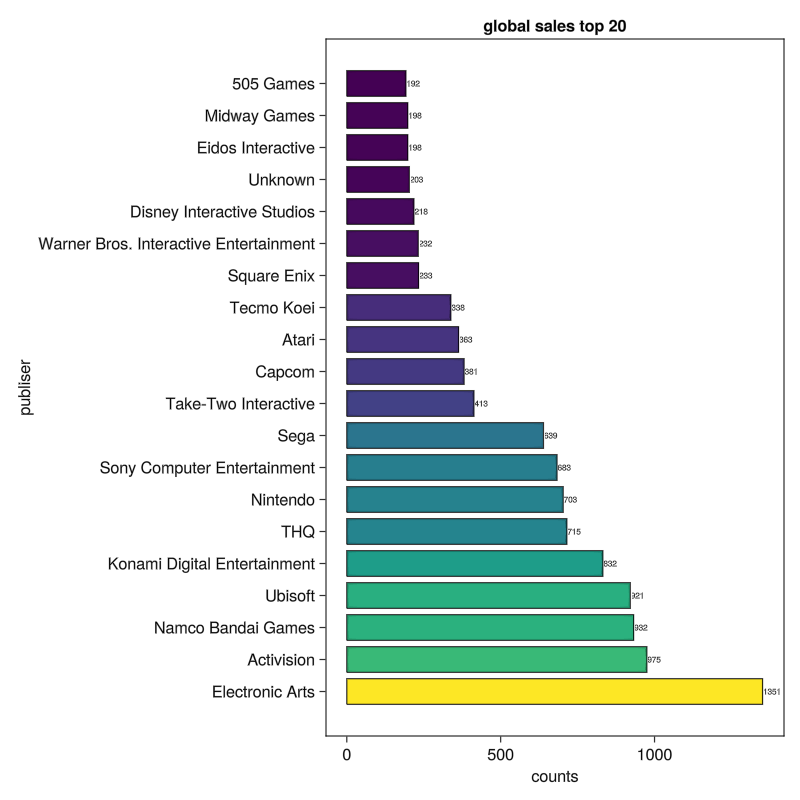 global sales top 20
505 Games 192
Midway Games 198
Eidos Interactive 198
Unknown 203
Disney Interactive Studios 218
Warner Bros. Interactive Entertainment 232
Square Enix 233
Tecmo Koei 338
Atari 363
Capcom 381
Take-Two Interactive 413
Sega 639
Sony Computer Entertainment 683
Nintendo 703
THQ 715
Konami Digital Entertainment 832
Ubisoft 921
Namco Bandai Games 932
Activision 975
Electronic Arts 1351
0 500 1000
counts
publiser